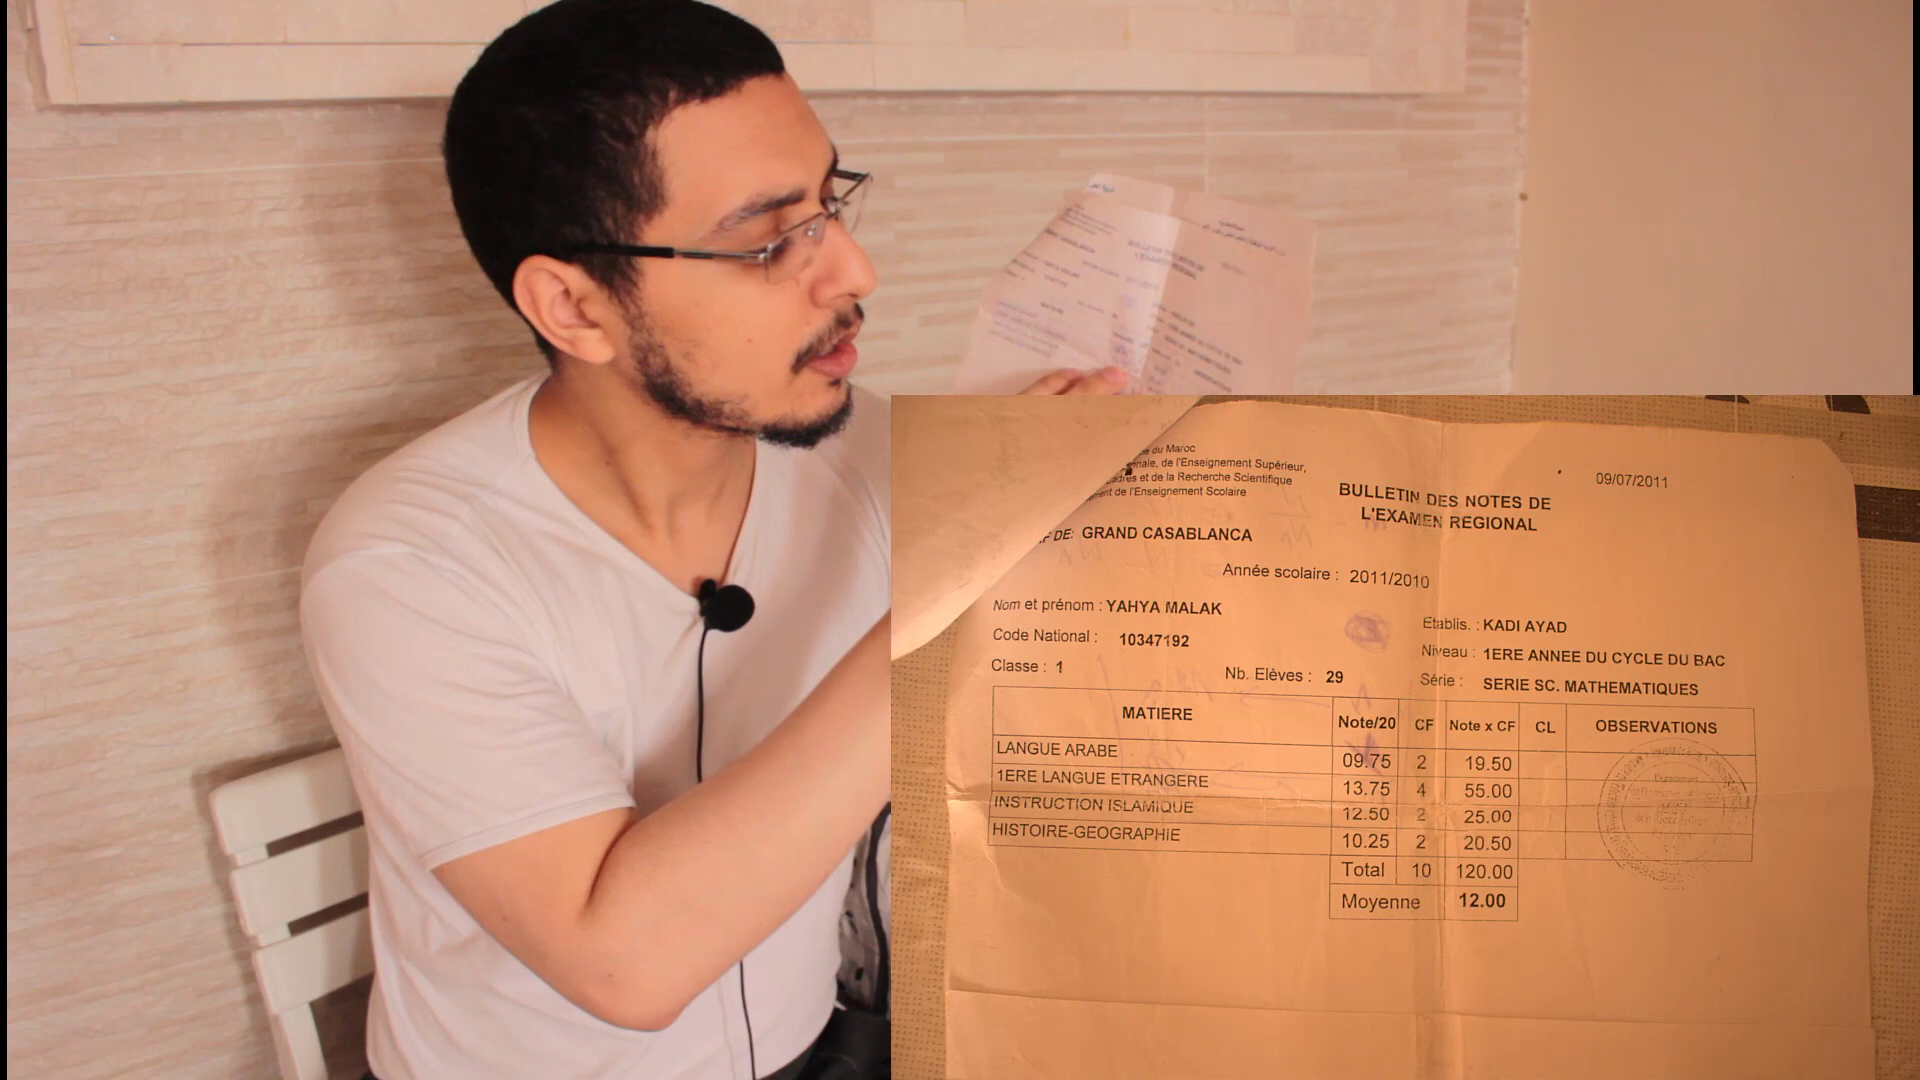 du Maroc
nale, de l'Enseignement Supérieur,
adres et de la Recherche Scientifique
ment de l'Enseignement Scolaire
BULLETIN DES NOTES DE
L'EXAMEN REGIONAL
09/07/2011
DE: GRAND CASABLANCA
Année scolaire : 2011/2010
Nom et prénom : YAHYA MALAK
Etablis. : KADI AYAD
Code National : 10347192
Niveau : 1ERE ANNEE DU CYCLE DU BAC
Classe : 1 Nb. Elèves : 29 Série : SERIE SC. MATHEMATIQUES
MATIERE Note/20 CF Note x CF CL OBSERVATIONS
LANGUE ARABE 09.75 2 19.50
1ERE LANGUE ETRANGERE 13.75 4 55.00
INSTRUCTION ISLAMIQUE 12.50 2 25.00
HISTOIRE-GEOGRAPHIE 10.25 2 20.50
Total 10 120.00
Moyenne 12.00